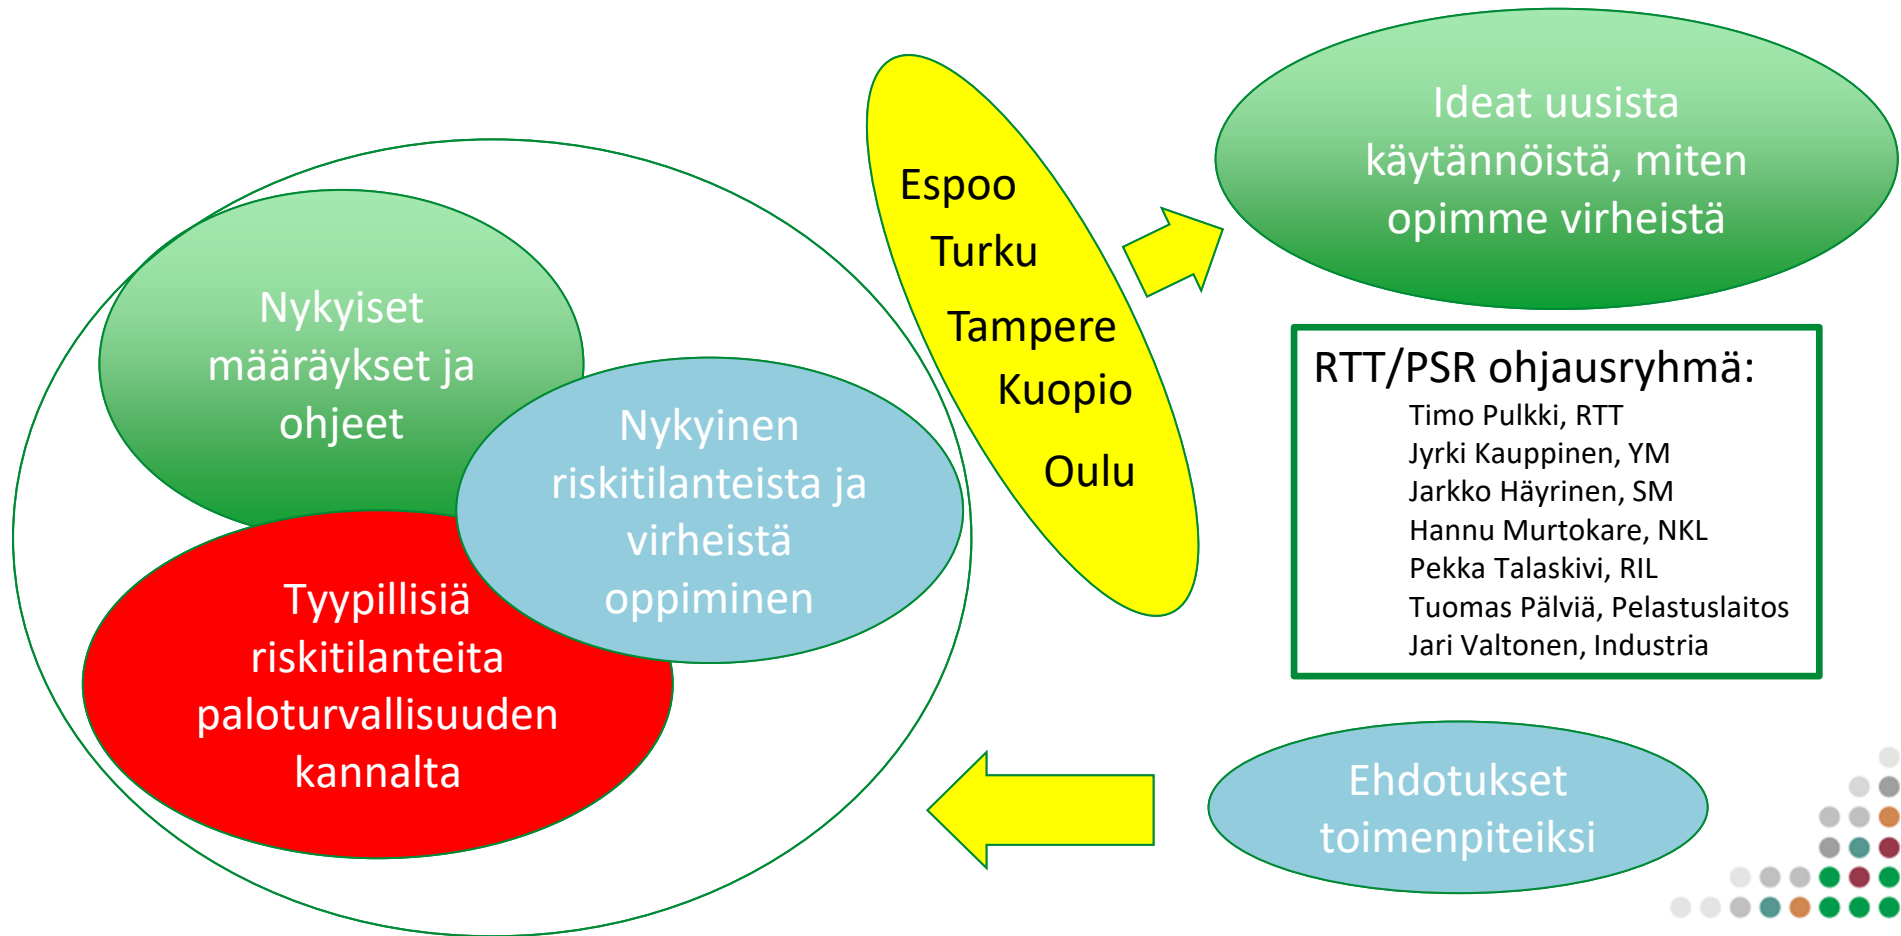 Nykyiset
määräykset ja
ohjeet
Nykyinen
riskitilanteista ja
virheistä
oppiminen
Tyypillisiä
riskitilanteita
paloturvallisuuden
kannalta
Espoo
Turku
Tampere
Kuopio
Oulu
Ideat uusista
käytännöistä, miten
opimme virheistä
RTT/PSR ohjausryhmä:
Timo Pulkki, RTT
Jyrki Kauppinen, YM
Jarkko Häyrinen, SM
Hannu Murtokare, NKL
Pekka Talaskivi, RIL
Tuomas Pälviä, Pelastuslaitos
Jari Valtonen, Industria
Ehdotukset
toimenpiteiksi